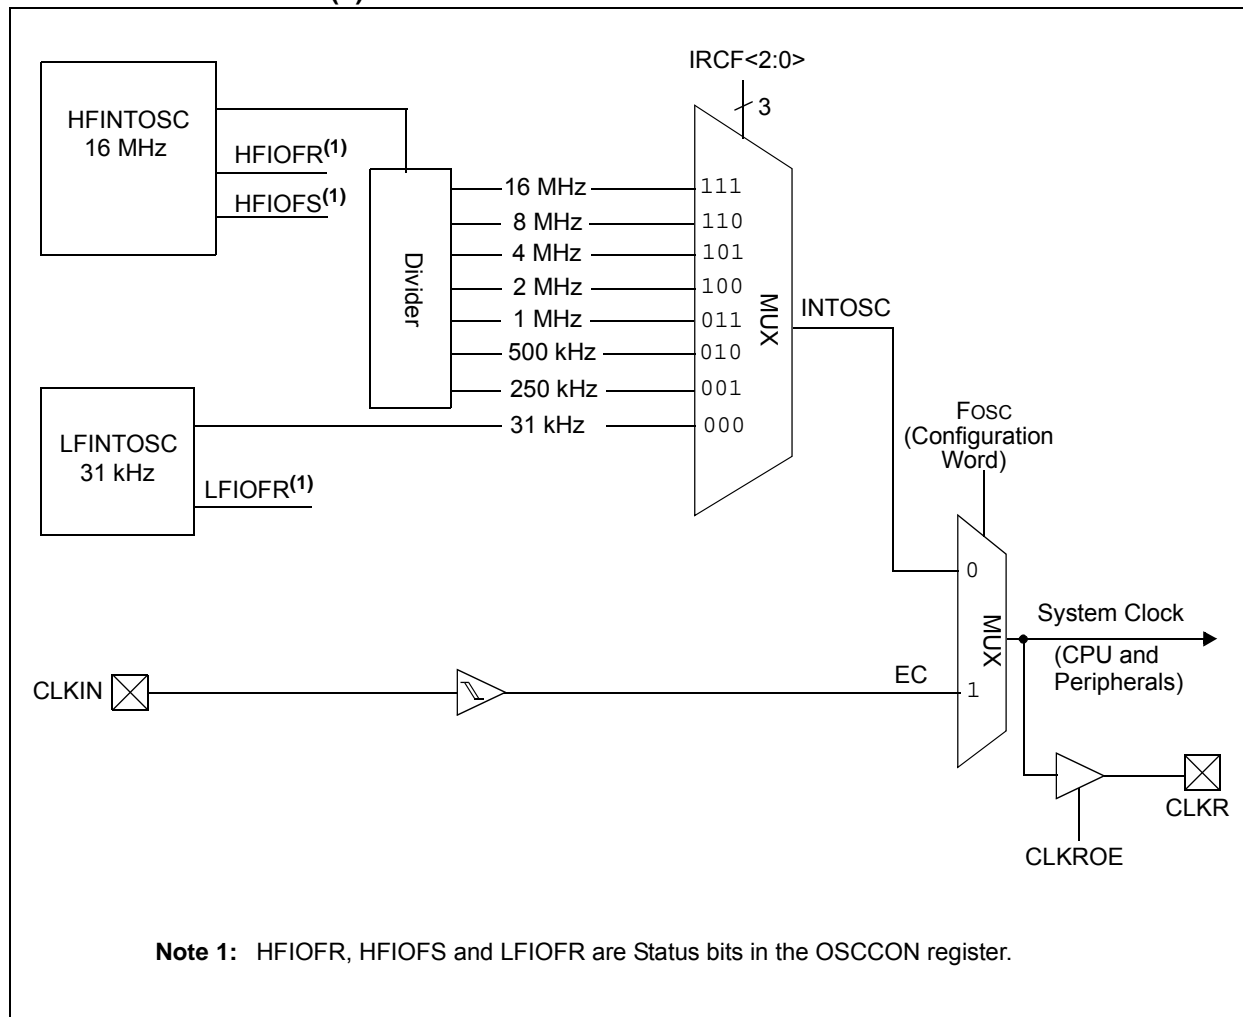 IRCF<2:0>
3
HFINTOSC
16 MHz
HFIOFR(1)
HFIOFS(1)
Divider
16 MHz
8 MHz
4 MHz
2 MHz
1 MHz
500 kHz
250 kHz
31 kHz
111
110
101
100
011
010
001
000
MUX
INTOSC
LFINTOSC
31 kHz
LFIOFR(1)
FOSC
(Configuration
Word)
0
1
MUX
System Clock
(CPU and
Peripherals)
CLKIN
EC
CLKR
CLKROE
Note 1: HFIOFR, HFIOFS and LFIOFR are Status bits in the OSCCON register.